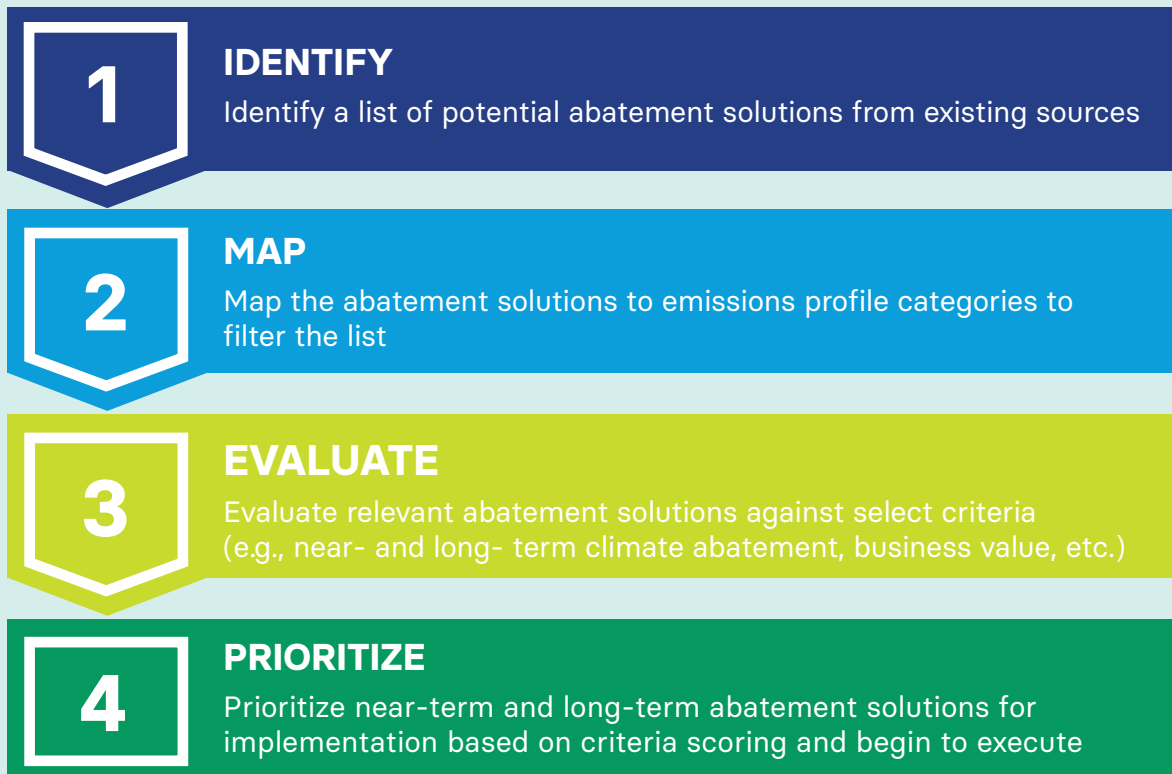 1
IDENTIFY
Identify a list of potential abatement solutions from existing sources
2
MAP
Map the abatement solutions to emissions profile categories to
filter the list
3
EVALUATE
Evaluate relevant abatement solutions against select criteria
(e.g., near- and long- term climate abatement, business value, etc.)
4
PRIORITIZE
Prioritize near-term and long-term abatement solutions for
implementation based on criteria scoring and begin to execute